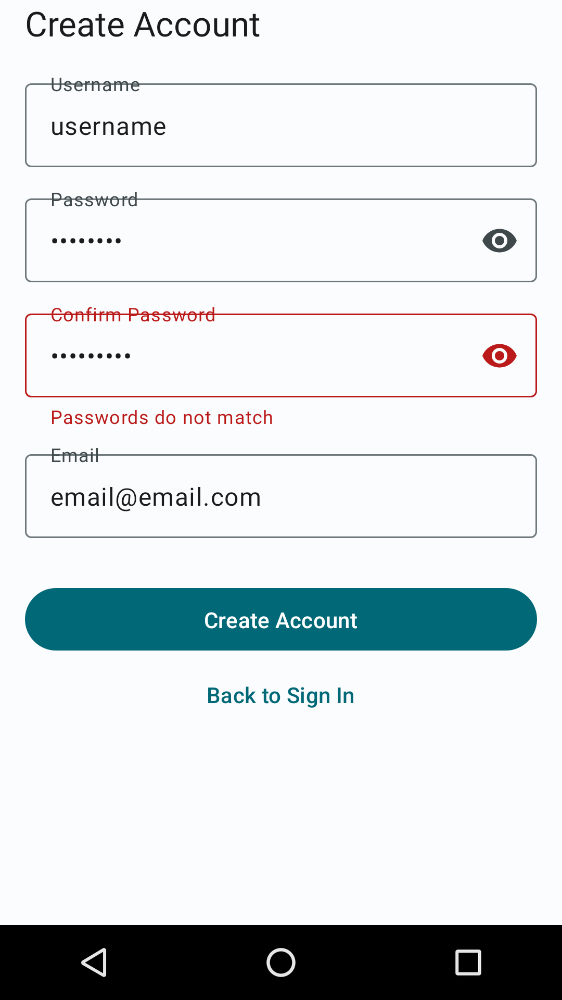 Create Account
Username
username
Password
••••••••
Confirm Password
•••••••••
Passwords do not match
Email
email@email.com
Create Account
Back to Sign In